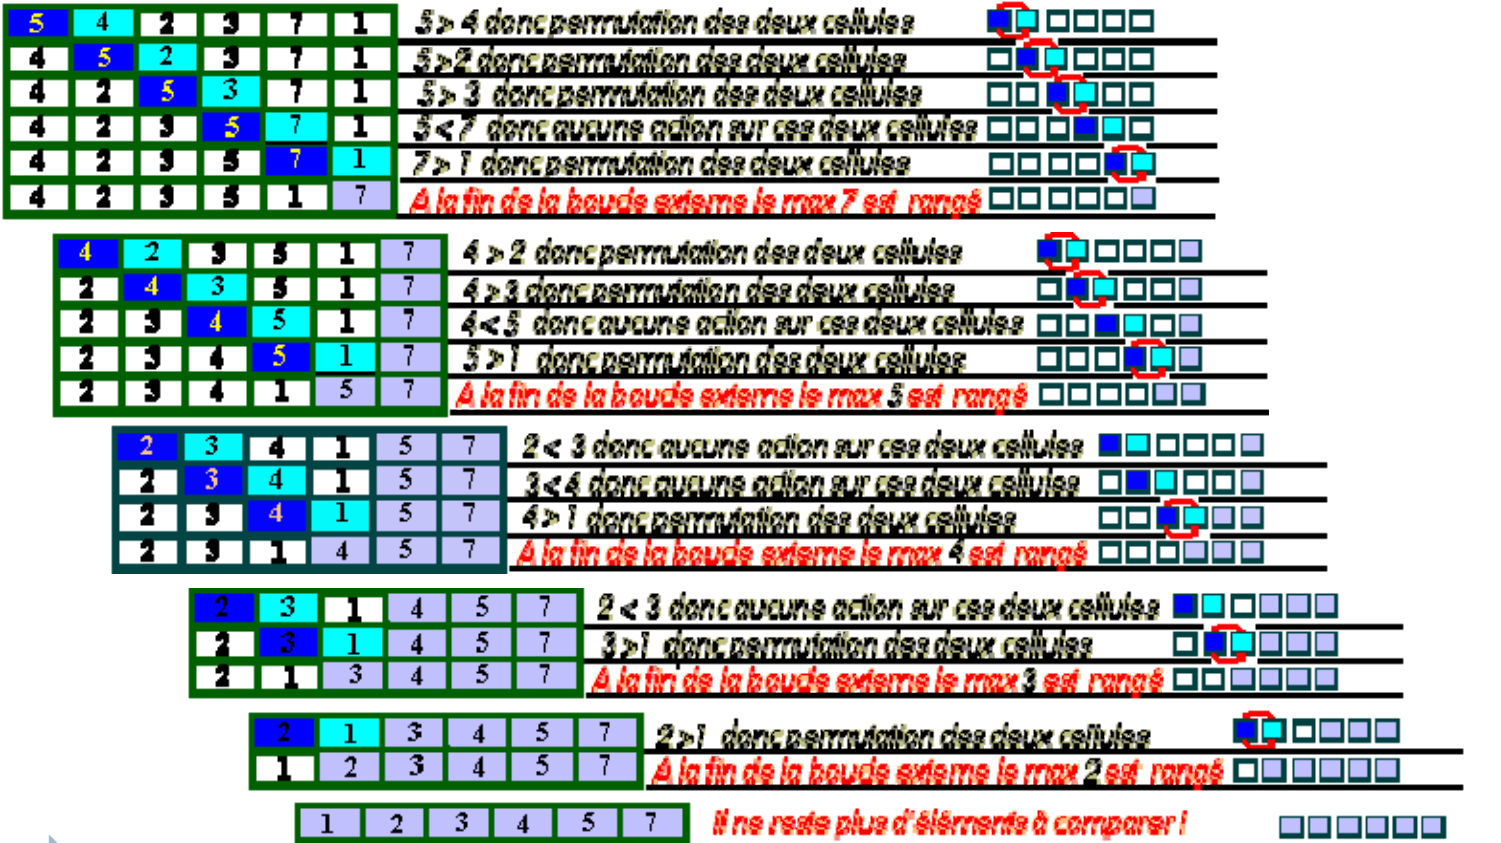 5 4 2 3 7 1 5 > 4 donc permutation des deux cellules
4 5 2 3 7 1 5 > 2 donc permutation des deux cellules
4 2 5 3 7 1 5 > 3 donc permutation des deux cellules
4 2 3 5 7 1 5 < 7 donc aucune action sur ces deux cellules
4 2 3 5 7 1 7 > 1 donc permutation des deux cellules
4 2 3 5 1 7 A la fin de la boucle externe le max 7 est rangé
4 2 3 5 1 7 4 > 2 donc permutation des deux cellules
2 4 3 5 1 7 4 > 3 donc permutation des deux cellules
2 3 4 5 1 7 4 < 5 donc aucune action sur ces deux cellules
2 3 4 5 1 7 5 > 1 donc permutation des deux cellules
2 3 4 1 5 7 A la fin de la boucle externe le max 5 est rangé
2 3 4 1 5 7 2 < 3 donc aucune action sur ces deux cellules
2 3 4 1 5 7 3 < 4 donc aucune action sur ces deux cellules
2 3 4 1 5 7 4 > 1 donc permutation des deux cellules
2 3 1 4 5 7 A la fin de la boucle externe le max 4 est rangé
2 3 1 4 5 7 2 < 3 donc aucune action sur ces deux cellules
2 3 1 4 5 7 3 > 1 donc permutation des deux cellules
2 1 3 4 5 7 A la fin de la boucle externe le max 3 est rangé
2 1 3 4 5 7 2 > 1 donc permutation des deux cellules
1 2 3 4 5 7 A la fin de la boucle externe le max 2 est rangé
1 2 3 4 5 7 Il ne reste plus d'éléments à comparer !